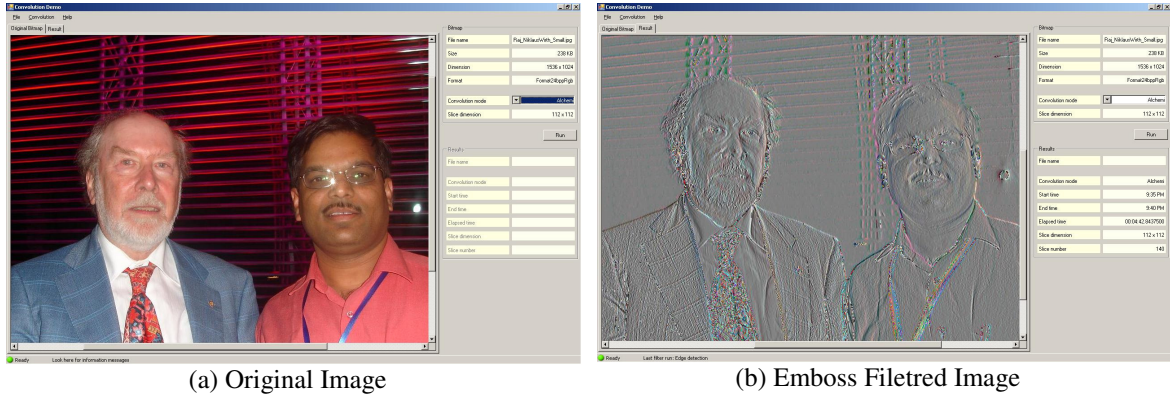 Convolution Demo
File Convolution Help
Original Bitmap Result
Bitmap
File name Raj_NiklausWirth_Small.jpg
Size 238 KB
Dimension 1536 x 1024
Format Format24bppRgb
Convolution mode Alchemi
Slice dimension 112 x 112
Run
Results
File name
Convolution mode
Start time
End time
Elapsed time
Slice dimension
Slice number
Ready Look here for information messages
(a) Original Image
Convolution Demo
File Convolution Help
Original Bitmap Result
Bitmap
File name Raj_NiklausWirth_Small.jpg
Size 238 KB
Dimension 1536 x 1024
Format Format24bppRgb
Convolution mode Alchemi
Slice dimension 112 x 112
Run
Results
File name
Convolution mode Alchemi
Start time 9:35 PM
End time 9:40 PM
Elapsed time 00:04:42.8437500
Slice dimension 112 x 112
Slice number 140
Ready Last filter run: Edge detection
(b) Emboss Filetred Image